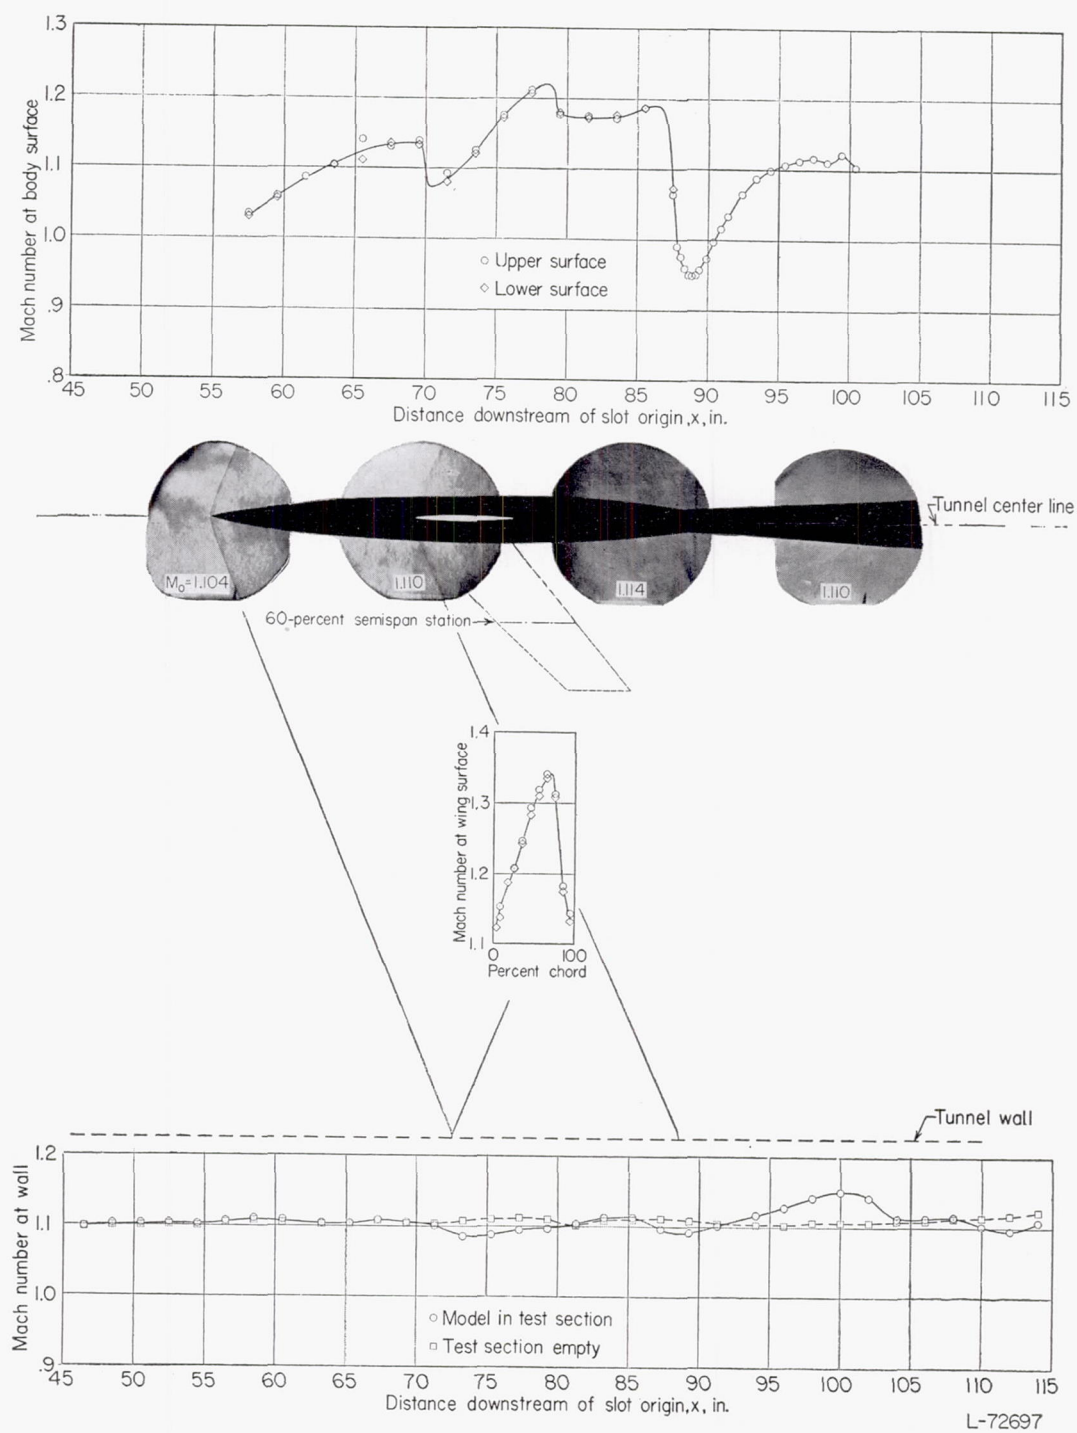 1.3
1.2
1.1
1.0
.9
.8
Mach number at body surface
○ Upper surface
◇ Lower surface
45 50 55 60 65 70 75 80 85 90 95 100 105 110 115
Distance downstream of slot origin,x, in.
Tunnel center line
M₀=1.104
1.110
1.114
1.110
60-percent semispan station
1.4
1.3
1.2
1.1
Mach number at wing surface
0 100
Percent chord
Tunnel wall
1.2
1.1
1.0
.9
Mach number at wall
○ Model in test section
□ Test section empty
45 50 55 60 65 70 75 80 85 90 95 100 105 110 115
Distance downstream of slot origin,x, in.
L-72697